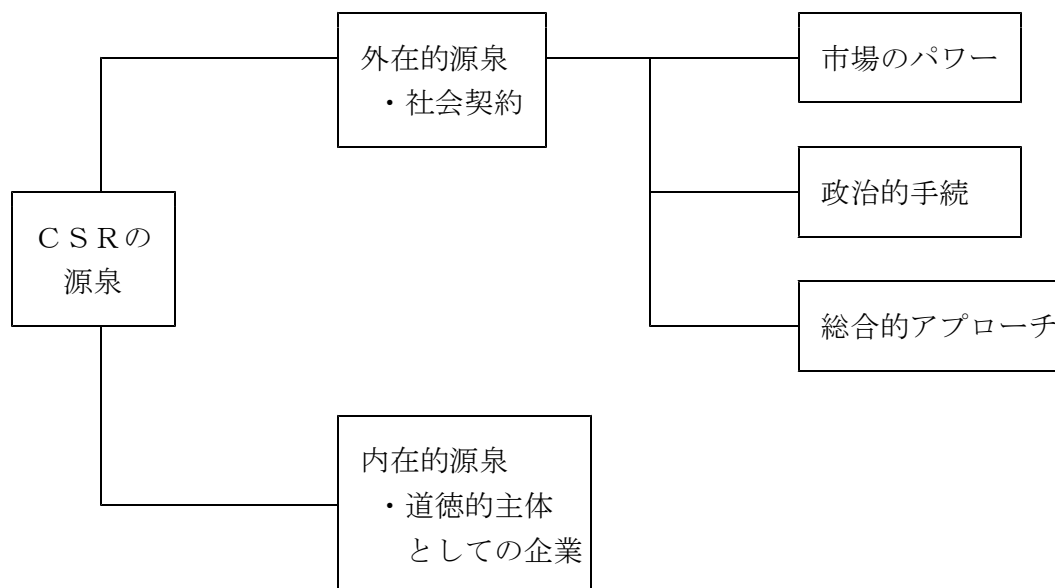 外在的源泉
・社会契約
市場のパワー
政治的手続
ＣＳＲの
源泉
総合的アプローチ
内在的源泉
・道徳的主体
としての企業